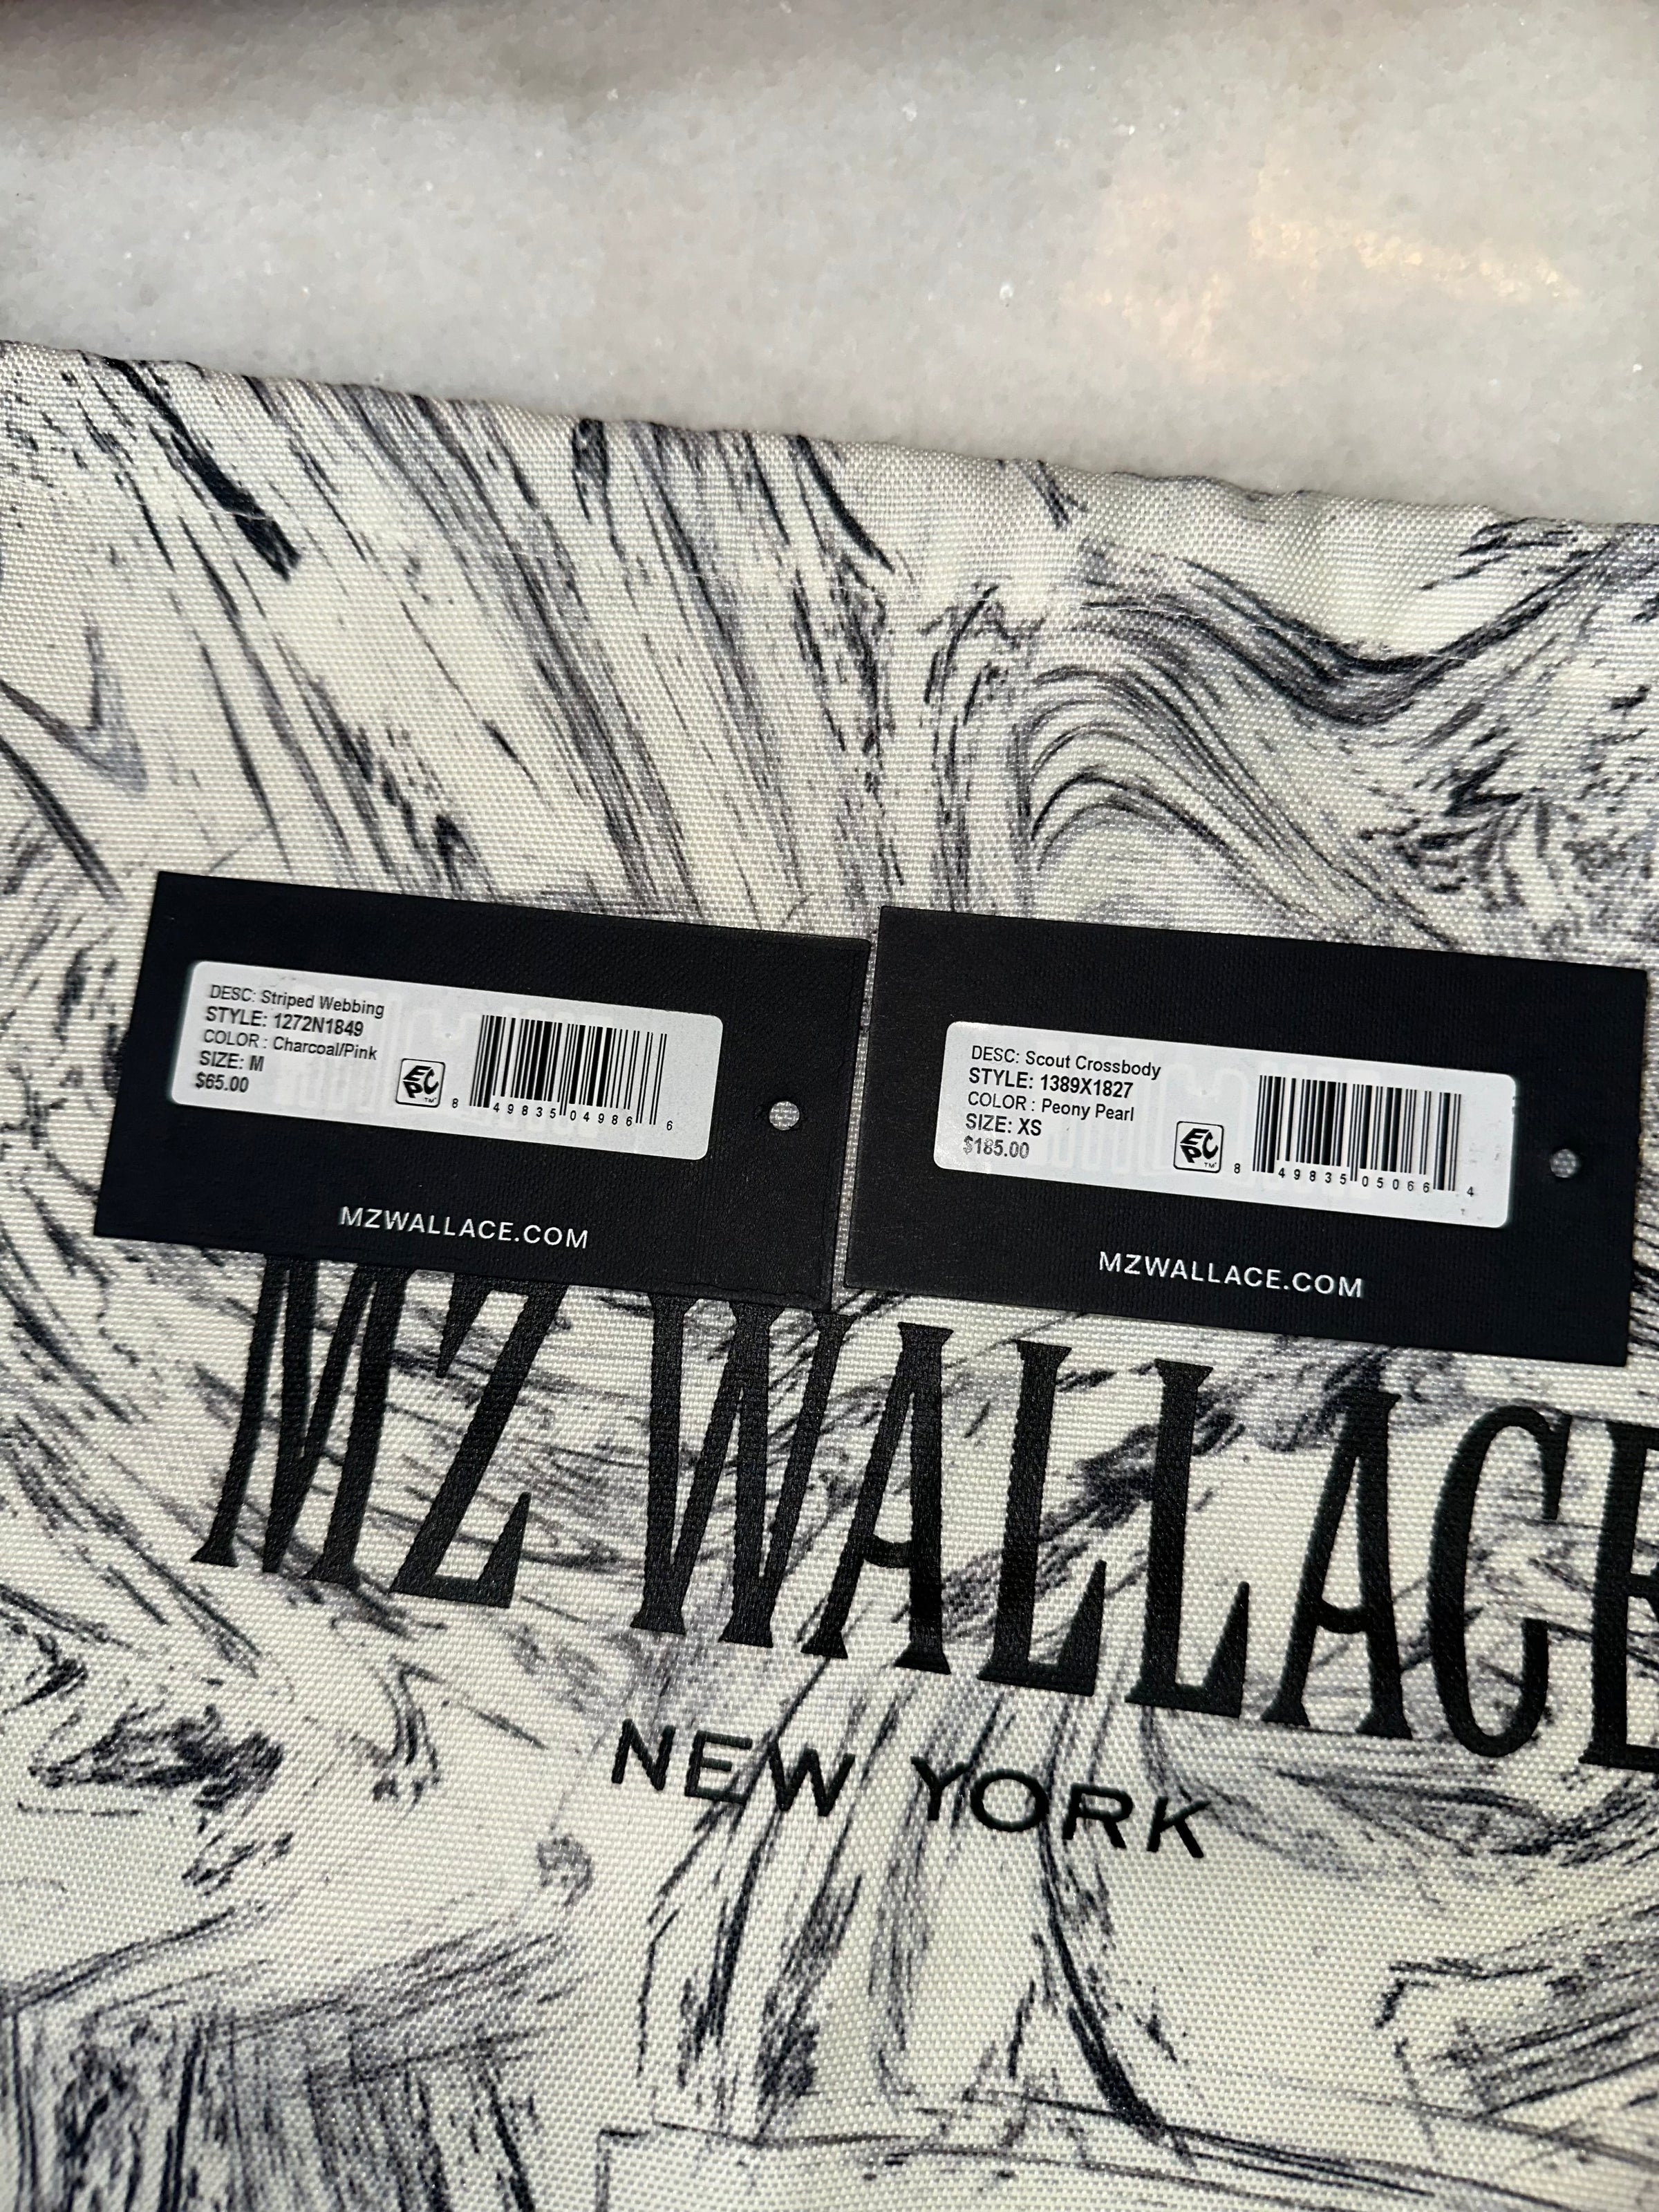 DESC: Striped Webbing
STYLE: 1272N1849
COLOR : Charcoal/Pink
SIZE: M
$65.00
EPC™
8 49835 04986 6
MZWALLACE.COM
DESC: Scout Crossbody
STYLE: 1389X1827
COLOR : Peony Pearl
SIZE: XS
$185.00
EPC™
8 49835 05066 4
MZWALLACE.COM
MZ WALLACE
NEW YORK